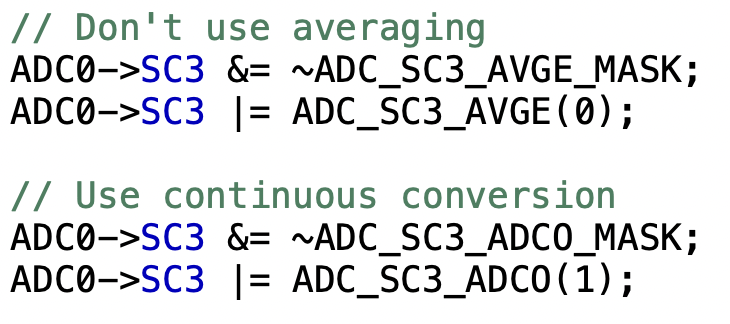 // Don't use averaging
ADC0->SC3 &= ~ADC_SC3_AVGE_MASK;
ADC0->SC3 |= ADC_SC3_AVGE(0);
// Use continuous conversion
ADC0->SC3 &= ~ADC_SC3_ADCO_MASK;
ADC0->SC3 |= ADC_SC3_ADCO(1);